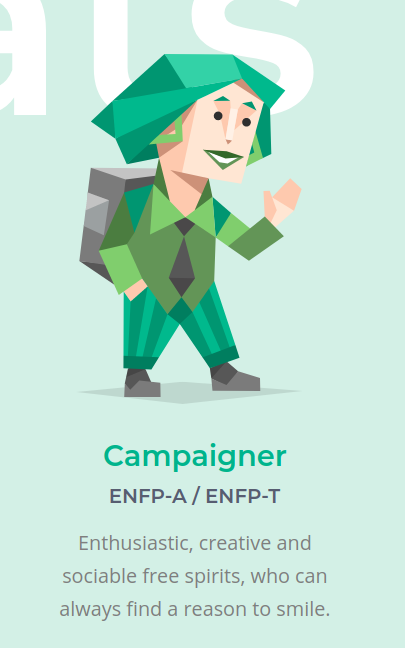 als
Campaigner
ENFP-A / ENFP-T
Enthusiastic, creative and
sociable free spirits, who can
always find a reason to smile.